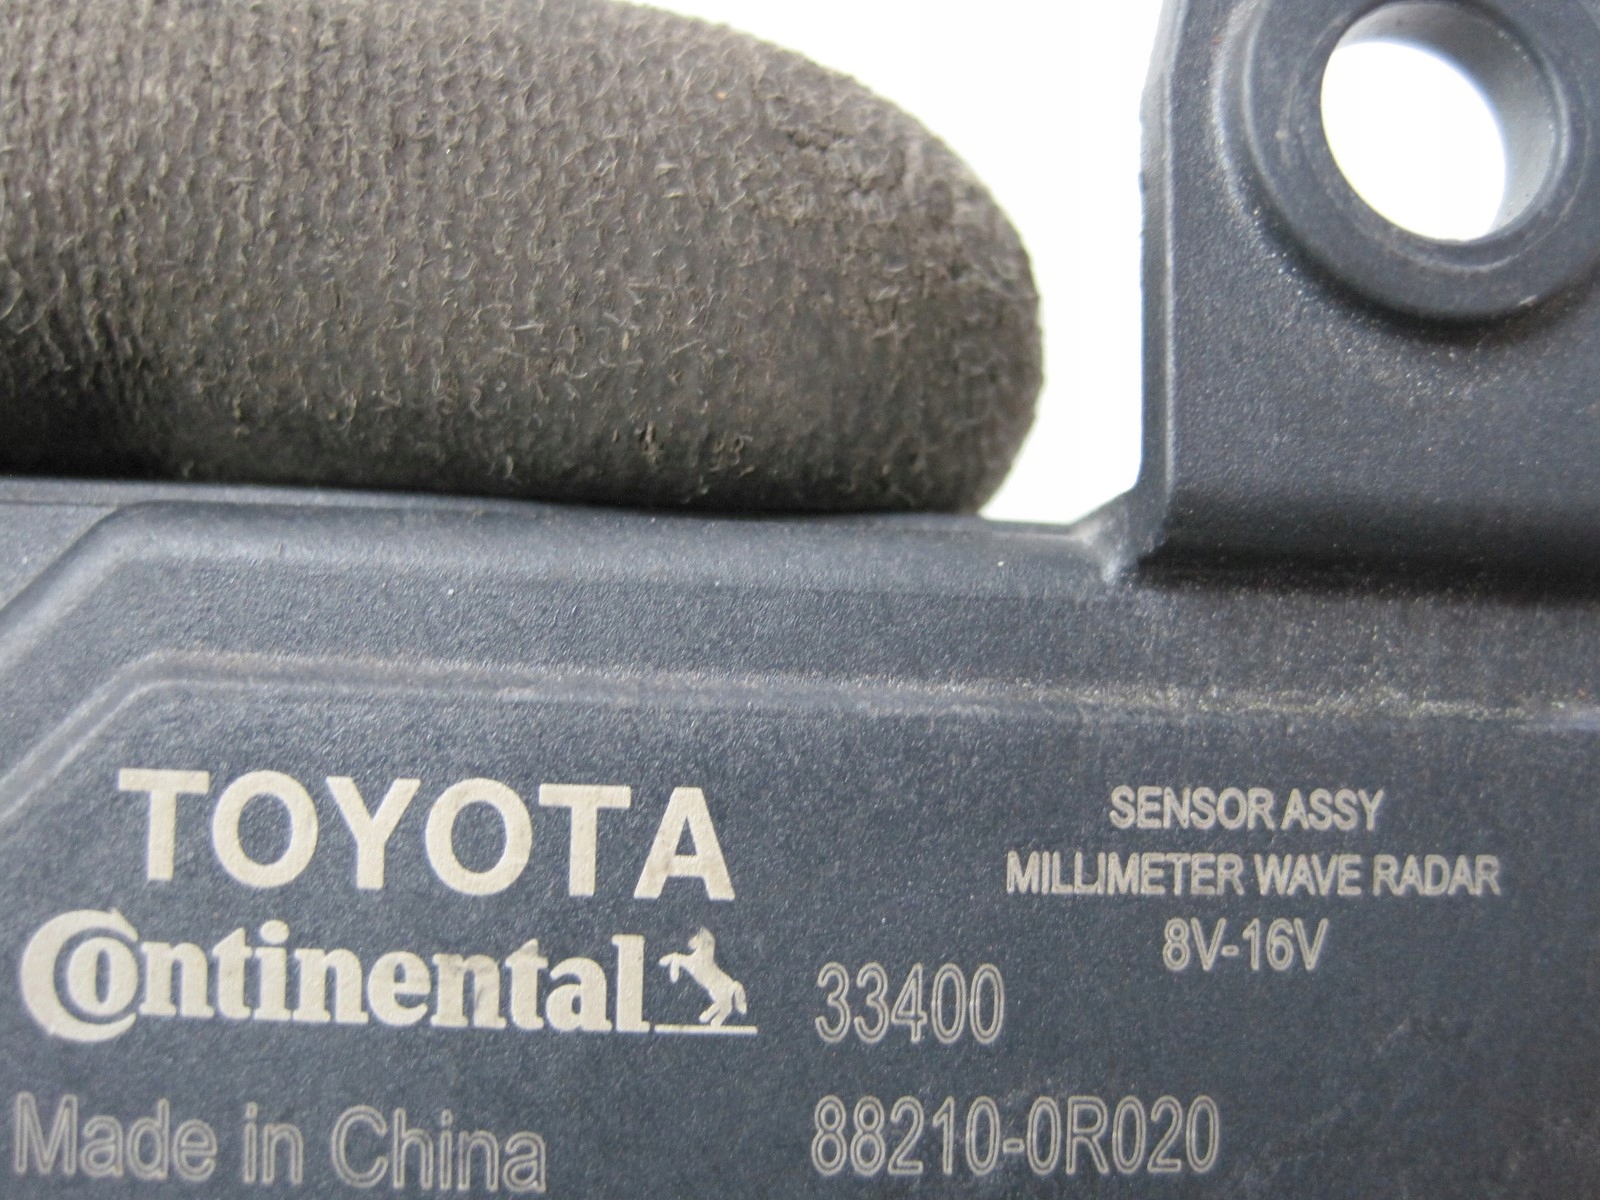 TOYOTA
Continental
Made in China
SENSOR ASSY
MILLIMETER WAVE RADAR
8V-16V
33400
88210-0R020